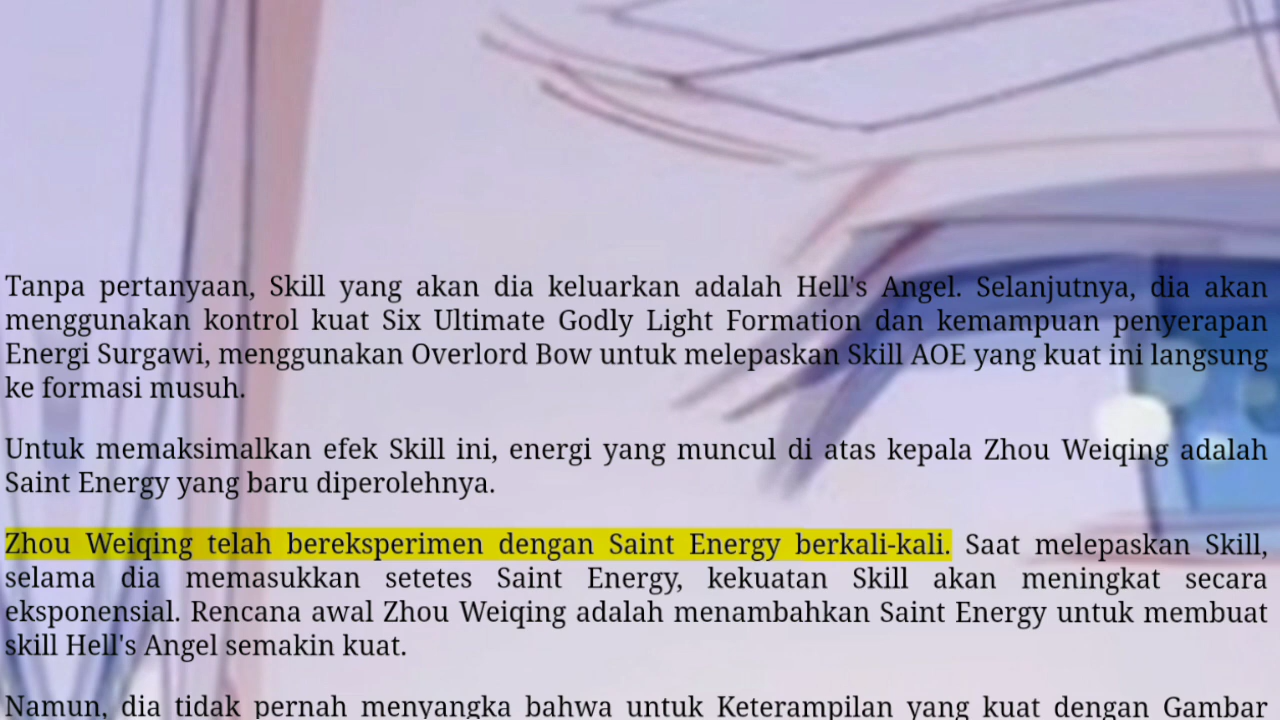 Tanpa pertanyaan, Skill yang akan dia keluarkan adalah Hell's Angel. Selanjutnya, dia akan
menggunakan kontrol kuat Six Ultimate Godly Light Formation dan kemampuan penyerapan
Energi Surgawi, menggunakan Overlord Bow untuk melepaskan Skill AOE yang kuat ini langsung
ke formasi musuh.
Untuk memaksimalkan efek Skill ini, energi yang muncul di atas kepala Zhou Weiqing adalah
Saint Energy yang baru diperolehnya.
Zhou Weiqing telah bereksperimen dengan Saint Energy berkali-kali. Saat melepaskan Skill,
selama dia memasukkan setetes Saint Energy, kekuatan Skill akan meningkat secara
eksponensial. Rencana awal Zhou Weiqing adalah menambahkan Saint Energy untuk membuat
skill Hell's Angel semakin kuat.
Namun, dia tidak pernah menyangka bahwa untuk Keterampilan yang kuat dengan Gambar